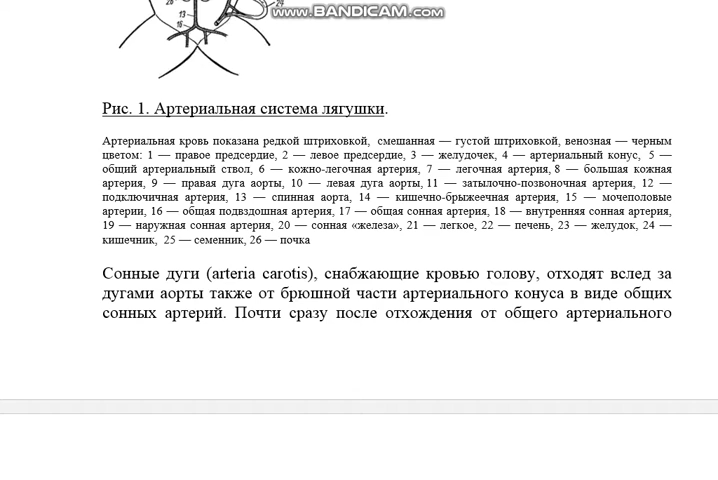 www.BANDICAM.com
24
13
16
Рис. 1. Артериальная система лягушки.
Артериальная кровь показана редкой штриховкой, смешанная — густой штриховкой, венозная — черным
цветом: 1 — правое предсердие, 2 — левое предсердие, 3 — желудочек, 4 — артериальный конус, 5 —
общий артериальный ствол, 6 — кожно-легочная артерия, 7 — легочная артерия, 8 — большая кожная
артерия, 9 — правая дуга аорты, 10 — левая дуга аорты, 11 — затылочно-позвоночная артерия, 12 —
подключичная артерия, 13 — спинная аорта, 14 — кишечно-брыжеечная артерия, 15 — мочеполовые
артерии, 16 — общая подвздошная артерия, 17 — общая сонная артерия, 18 — внутренняя сонная артерия,
19 — наружная сонная артерия, 20 — сонная «железа», 21 — легкое, 22 — печень, 23 — желудок, 24 —
кишечник, 25 — семенник, 26 — почка
Сонные дуги (arteria carotis), снабжающие кровью голову, отходят вслед за
дугами аорты также от брюшной части артериального конуса в виде общих
сонных артерий. Почти сразу после отхождения от общего артериального